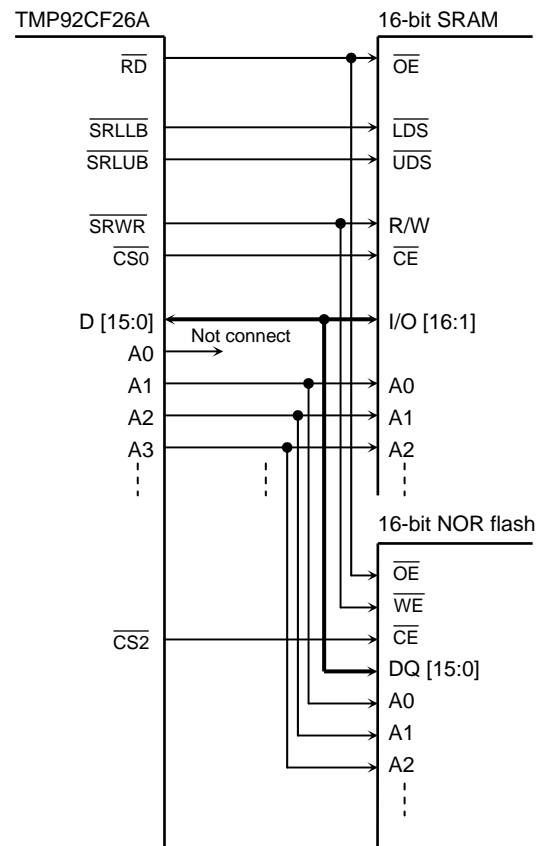 TMP92CF26A 16-bit SRAM
RD OE
SRLLB LDS
SRLUB UDS
SRWR R/W
CS0 CE
D [15:0] I/O [16:1]
Not connect
A0
A1 A0
A2 A1
A3 A2
16-bit NOR flash
OE
WE
CS2 CE
DQ [15:0]
A0
A1
A2